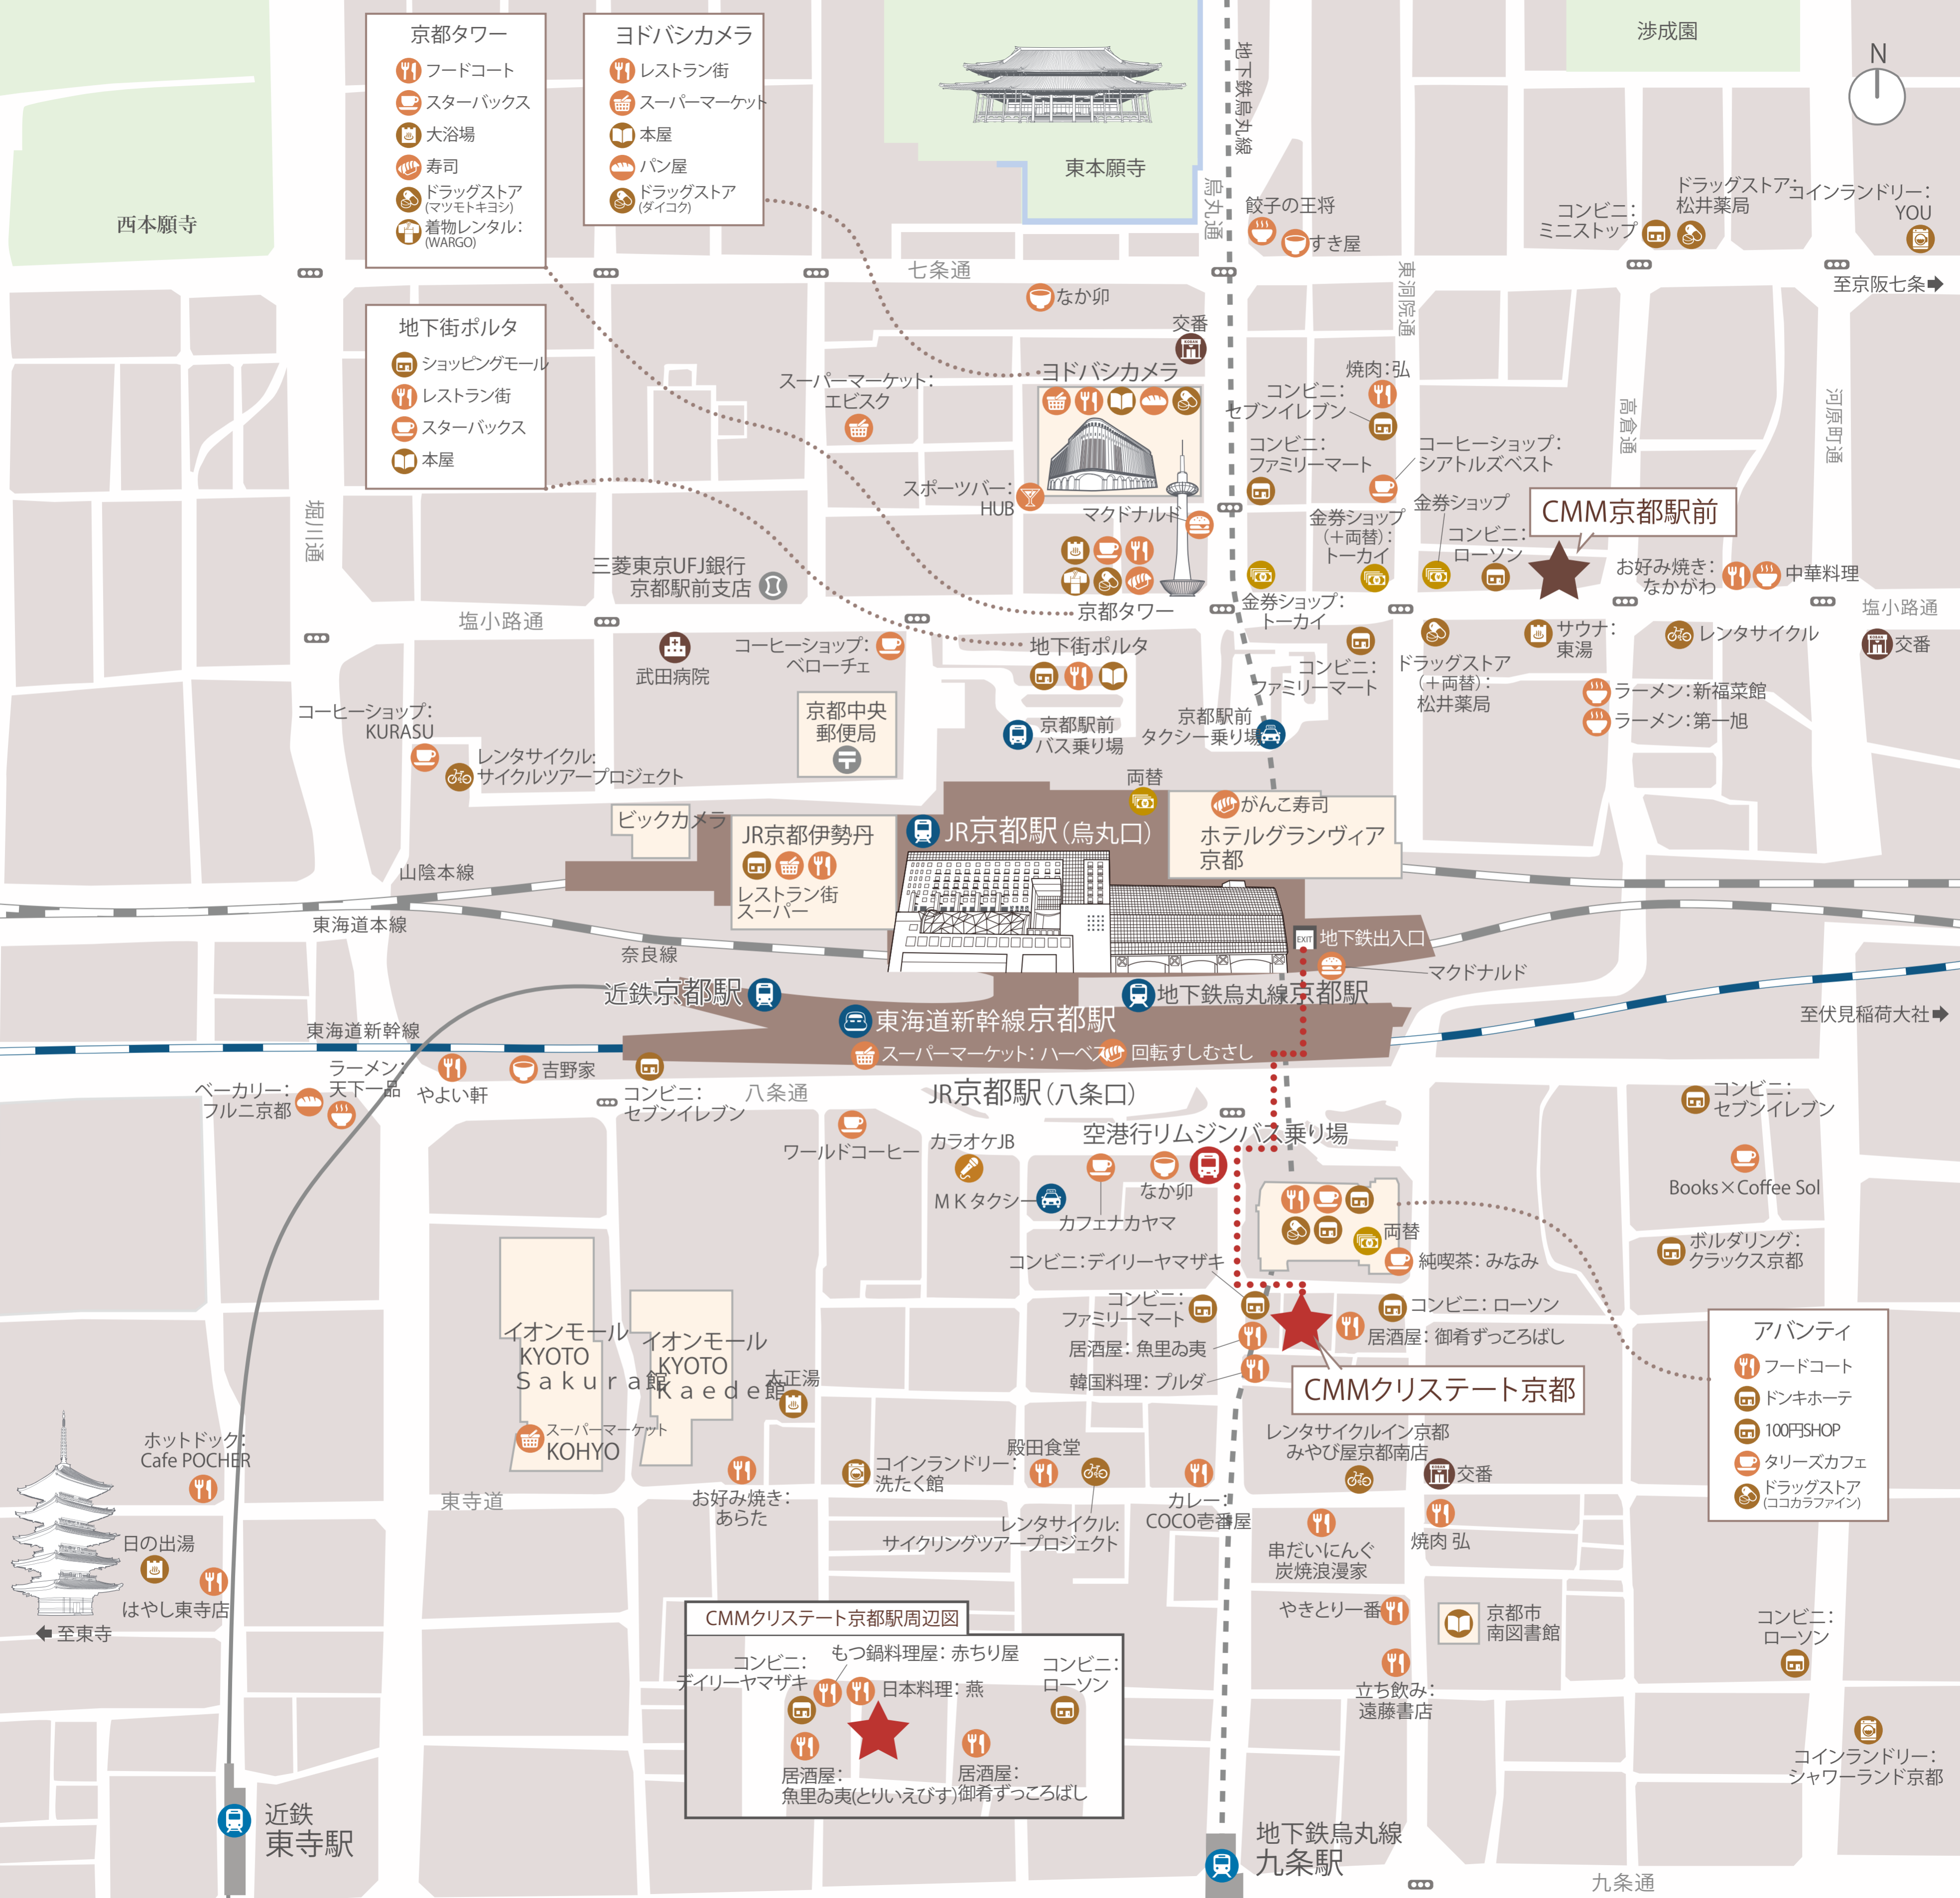 京都タワー
フードコート
スターバックス
大浴場
寿司
ドラッグストア
(マツモトキヨシ)
着物レンタル：
(WARGO)
ヨドバシカメラ
レストラン街
スーパーマーケット
本屋
パン屋
ドラッグストア
(ダイコク)
地下街ポルタ
ショッピングモール
レストラン街
スターバックス
本屋
西本願寺
東本願寺
渉成園
N
地下鉄烏丸線
烏丸通
餃子の王将
すき屋
コンビニ：
ミニストップ
ドラッグストア：
松井薬局
コインランドリー：
YOU
七条通
東洞院通
至京阪七条
なか卯
交番
ヨドバシカメラ
スーパーマーケット：
エビスク
焼肉：弘
コンビニ：
セブンイレブン
コンビニ：
ファミリーマート
コーヒーショップ：
シアトルズベスト
高倉通
河原町通
堀川通
スポーツバー：
HUB
マクドナルド
金券ショップ
(＋両替)：
トーカイ
金券ショップ
コンビニ：
ローソン
CMM京都駅前
三菱東京UFJ銀行
京都駅前支店
お好み焼き：
なかがわ
中華料理
京都タワー
金券ショップ：
トーカイ
塩小路通
塩小路通
武田病院
コーヒーショップ：
ベローチェ
地下街ポルタ
コンビニ：
ファミリーマート
ドラッグストア
(＋両替)：
松井薬局
サウナ：
東湯
レンタサイクル
交番
ラーメン：新福菜館
ラーメン：第一旭
コーヒーショップ：
KURASU
レンタサイクル：
サイクルツアープロジェクト
京都中央
郵便局
京都駅前
バス乗り場
京都駅前
タクシー乗り場
両替
ビックカメラ
JR京都伊勢丹
レストラン街
スーパー
JR京都駅(烏丸口)
がんこ寿司
ホテルグランヴィア
京都
山陰本線
東海道本線
奈良線
EXIT
地下鉄出入口
マクドナルド
近鉄京都駅
地下鉄烏丸線京都駅
東海道新幹線京都駅
至伏見稲荷大社
東海道新幹線
スーパーマーケット：ハーベス
回転すしむさし
ラーメン：
天下一品
ベーカリー：
フルニ京都
やよい軒
吉野家
コンビニ：
セブンイレブン
八条通
JR京都駅(八条口)
コンビニ：
セブンイレブン
ワールドコーヒー
カラオケJB
空港行リムジンバス乗り場
なか卯
MKタクシー
カフェナカヤマ
Books×Coffee Sol
両替
純喫茶：みなみ
ボルダリング：
クラックス京都
コンビニ：デイリーヤマザキ
コンビニ：
ファミリーマート
コンビニ：ローソン
居酒屋：魚里ゐ夷
居酒屋：御肴ずっころばし
韓国料理：プルダ
CMMクリステート京都
イオンモール
KYOTO
Ｓａｋｕｒａ館
イオンモール
KYOTO
Ｋａｅｄｅ館
大正湯
スーパーマーケット
KOHYO
アバンティ
フードコート
ドンキホーテ
100円SHOP
タリーズカフェ
ドラッグストア
(ココカラファイン)
レンタサイクルイン京都
みやび屋京都南店
交番
ホットドック：
Cafe POCHER
東寺道
お好み焼き：
あらた
コインランドリー：
洗たく館
殿田食堂
レンタサイクル：
サイクリングツアープロジェクト
カレー：
COCO壱番屋
串だいにんぐ
炭焼浪漫家
焼肉 弘
日の出湯
はやし東寺店
至東寺
やきとり一番
京都市
南図書館
コンビニ：
ローソン
立ち飲み：
遠藤書店
コインランドリー：
シャワーランド京都
CMMクリステート京都駅周辺図
コンビニ：
デイリーヤマザキ
もつ鍋料理屋：赤ちり屋
日本料理：燕
コンビニ：
ローソン
居酒屋：
魚里ゐ夷(とりいえびす)
居酒屋：
御肴ずっころばし
近鉄
東寺駅
地下鉄烏丸線
九条駅
九条通